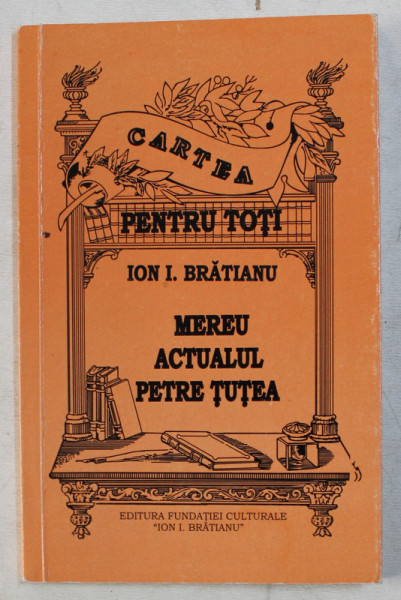 CARTEA
PENTRU TOȚI
ION I. BRĂTIANU
MEREU
ACTUALUL
PETRE ȚUȚEA
EDITURA FUNDAȚIEI CULTURALE
"ION I. BRĂTIANU"